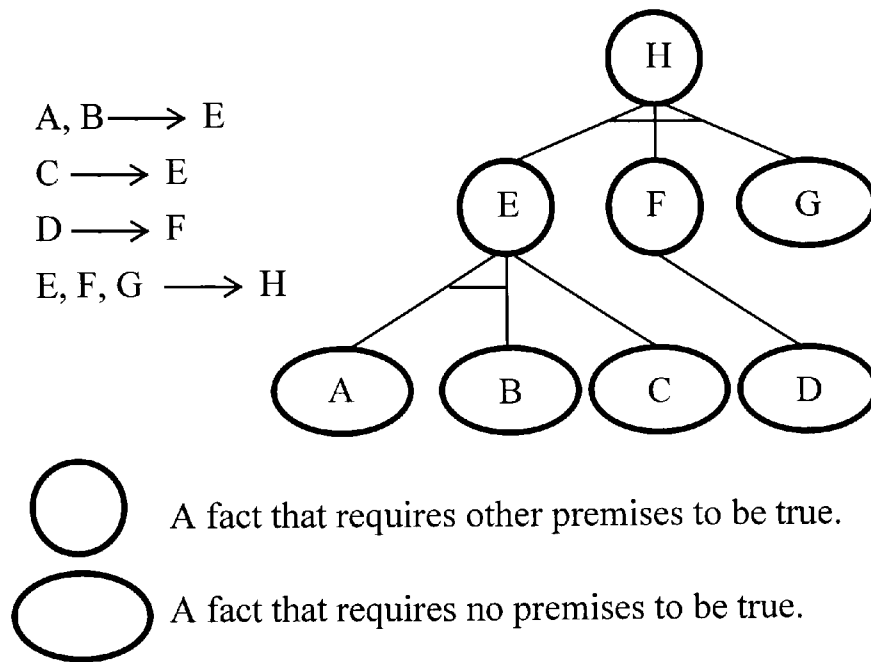 A, B → E
C → E
D → F
E, F, G → H
H
E
F
G
A
B
C
D
A fact that requires other premises to be true.
A fact that requires no premises to be true.